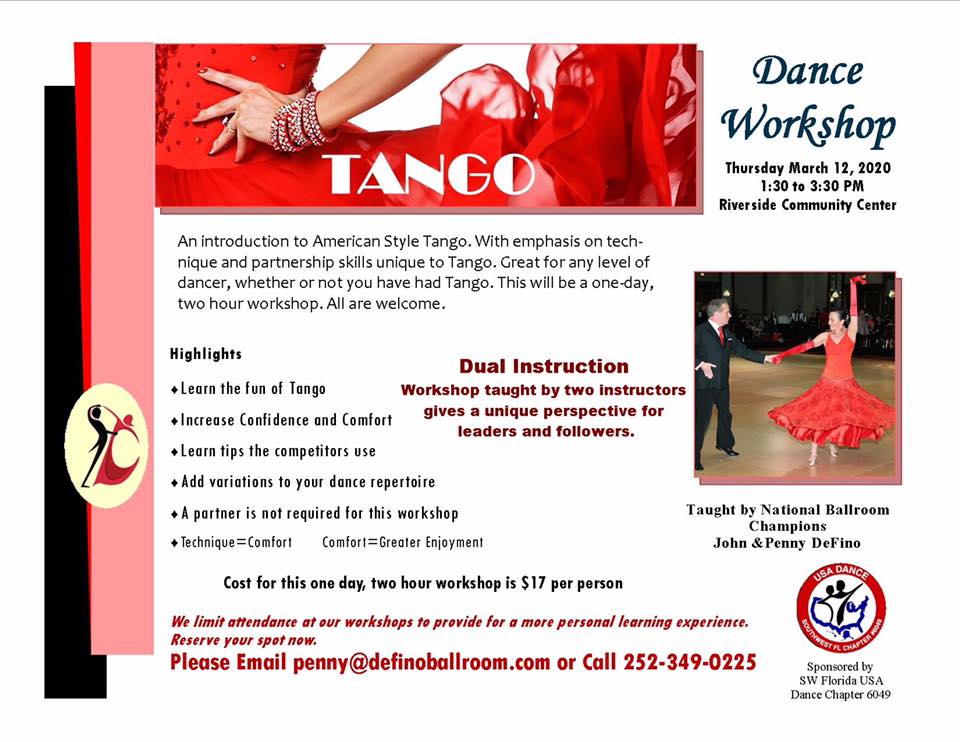 TANGO
Dance
Workshop
Thursday March 12, 2020
1:30 to 3:30 PM
Riverside Community Center
An introduction to American Style Tango. With emphasis on tech-
nique and partnership skills unique to Tango. Great for any level of
dancer, whether or not you have had Tango. This will be a one-day,
two hour workshop. All are welcome.
Highlights
♦Learn the fun of Tango
♦Increase Confidence and Comfort
♦Learn tips the competitors use
♦Add variations to your dance repertoire
♦A partner is not required for this workshop
♦Technique=Comfort Comfort=Greater Enjoyment
Dual Instruction
Workshop taught by two instructors
gives a unique perspective for
leaders and followers.
Taught by National Ballroom
Champions
John &Penny DeFino
Cost for this one day, two hour workshop is $17 per person
We limit attendance at our workshops to provide for a more personal learning experience.
Reserve your spot now.
Please Email penny@definoballroom.com or Call 252-349-0225
USA DANCE
SOUTHWEST FL CHAPTER #6049
Sponsored by
SW Florida USA
Dance Chapter 6049